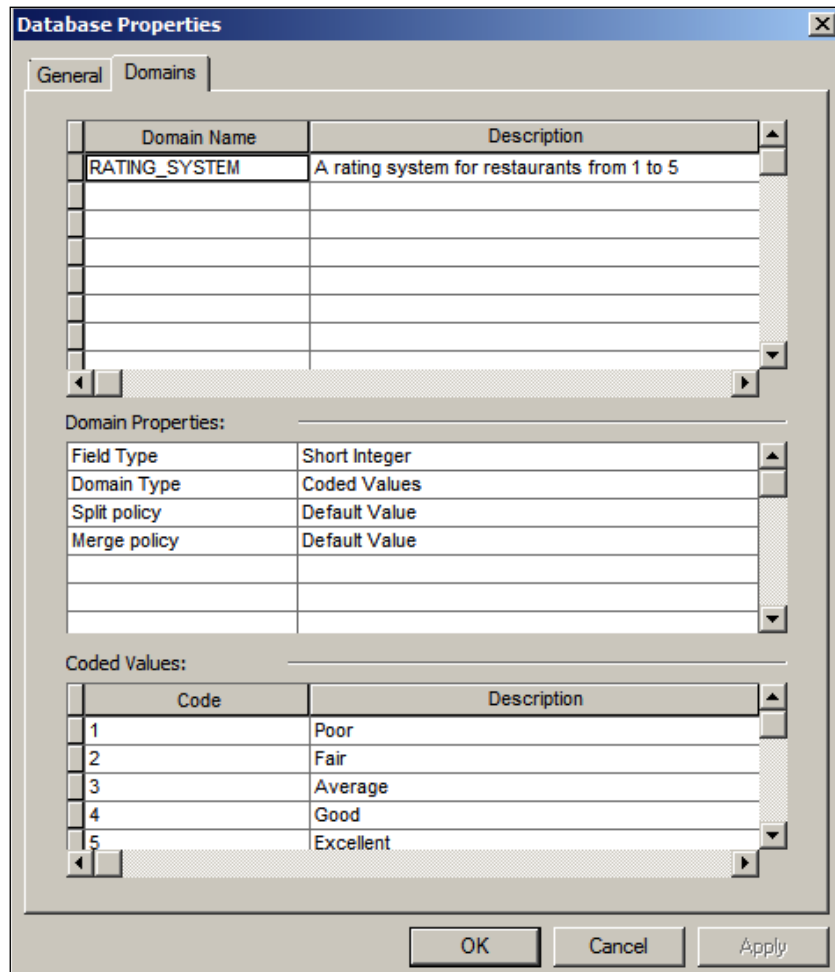 Database Properties
General Domains
Domain Name Description
RATING_SYSTEM A rating system for restaurants from 1 to 5
Domain Properties:
Field Type Short Integer
Domain Type Coded Values
Split policy Default Value
Merge policy Default Value
Coded Values:
Code Description
1 Poor
2 Fair
3 Average
4 Good
5 Excellent
OK Cancel Apply